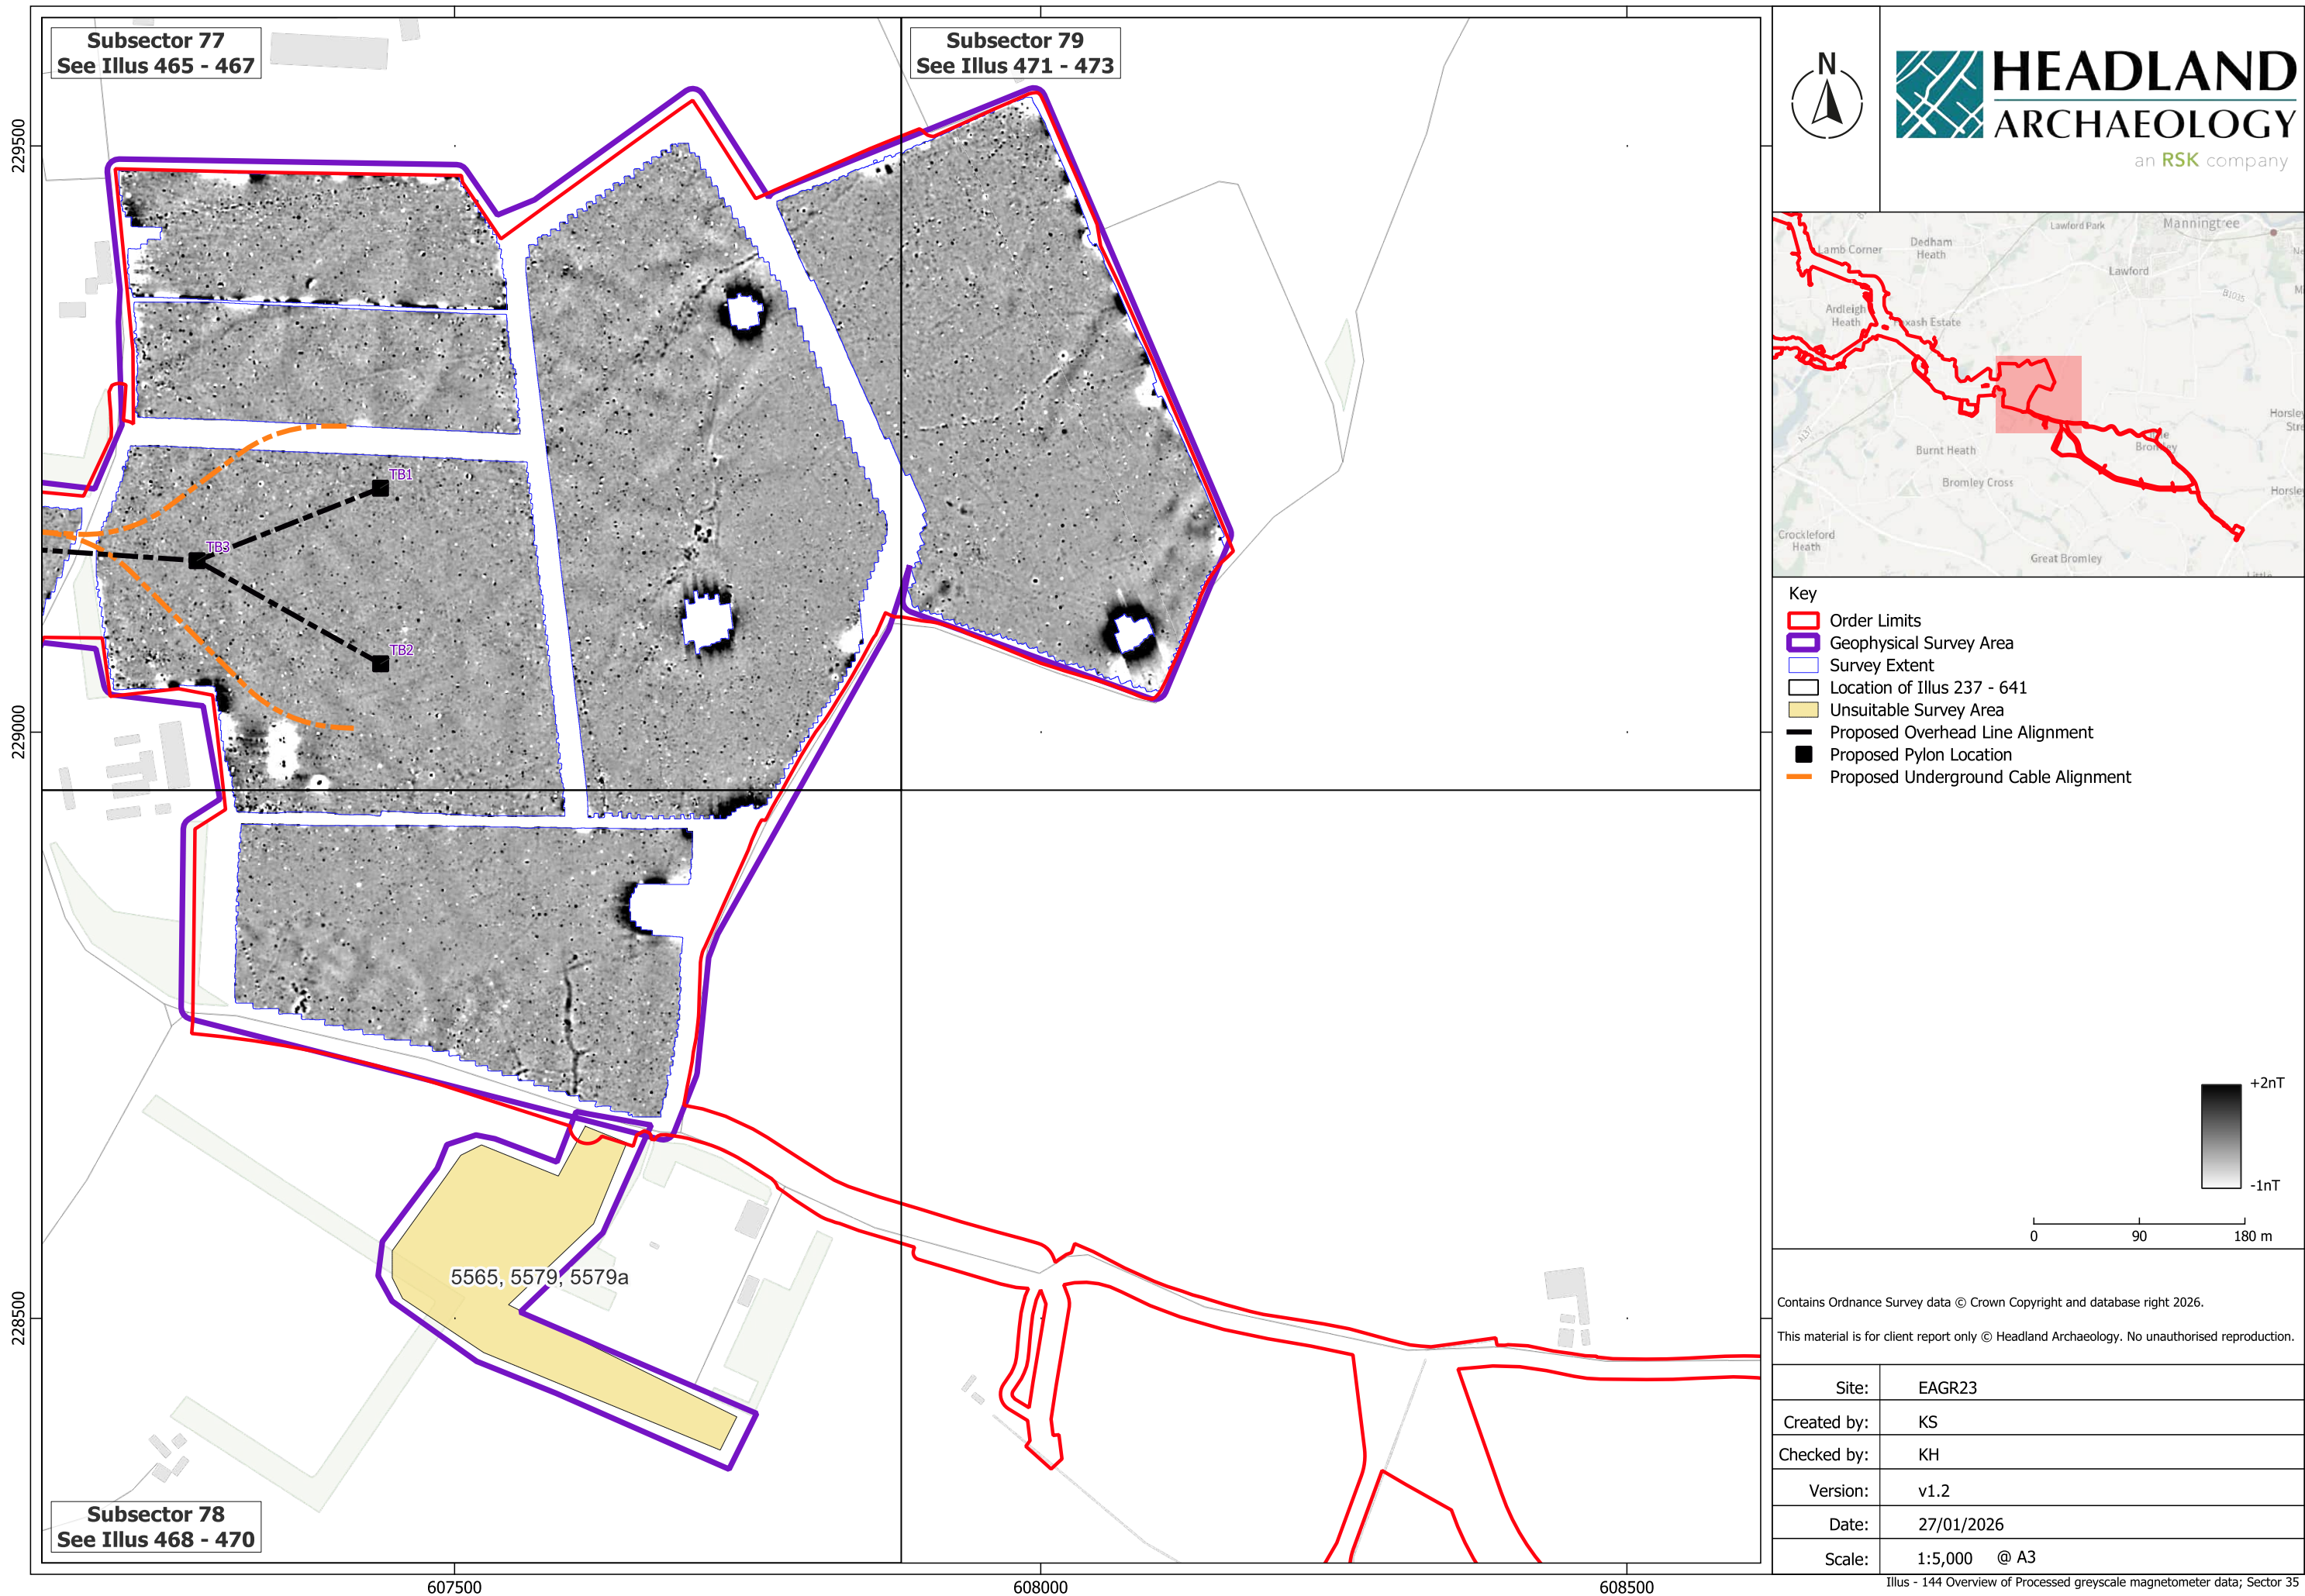 Subsector 77
See Illus 465 - 467
Subsector 79
See Illus 471 - 473
229500
229000
228500
TB1
TB3
TB2
5565, 5579, 5579a
Subsector 78
See Illus 468 - 470
607500
608000
608500
N
HEADLAND
ARCHAEOLOGY
an RSK company
Manningtree
Lawford Park
Dedham
Heath
Lamb Corner
Lawford
B1035
Ardleigh
Heath
Horsley
A137
Burnt Heath
Bromley Cross
Horsle
Crockleford
Heath
Great Bromley
Little
Key
Order Limits
Geophysical Survey Area
Survey Extent
Location of Illus 237 - 641
Unsuitable Survey Area
Proposed Overhead Line Alignment
Proposed Pylon Location
Proposed Underground Cable Alignment
+2nT
-1nT
0 90 180 m
Contains Ordnance Survey data © Crown Copyright and database right 2026.
This material is for client report only © Headland Archaeology. No unauthorised reproduction.
Site: EAGR23
Created by: KS
Checked by: KH
Version: v1.2
Date: 27/01/2026
Scale: 1:5,000 @ A3
Illus - 144 Overview of Processed greyscale magnetometer data; Sector 35